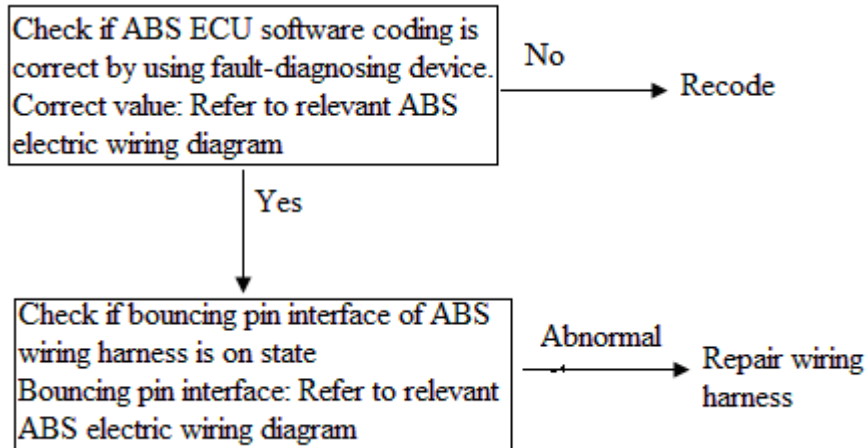 Check if ABS ECU software coding is
correct by using fault-diagnosing device.
Correct value: Refer to relevant ABS
electric wiring diagram
No
Recode
Yes
Check if bouncing pin interface of ABS
wiring harness is on state
Bouncing pin interface: Refer to relevant
ABS electric wiring diagram
Abnormal
Repair wiring
harness